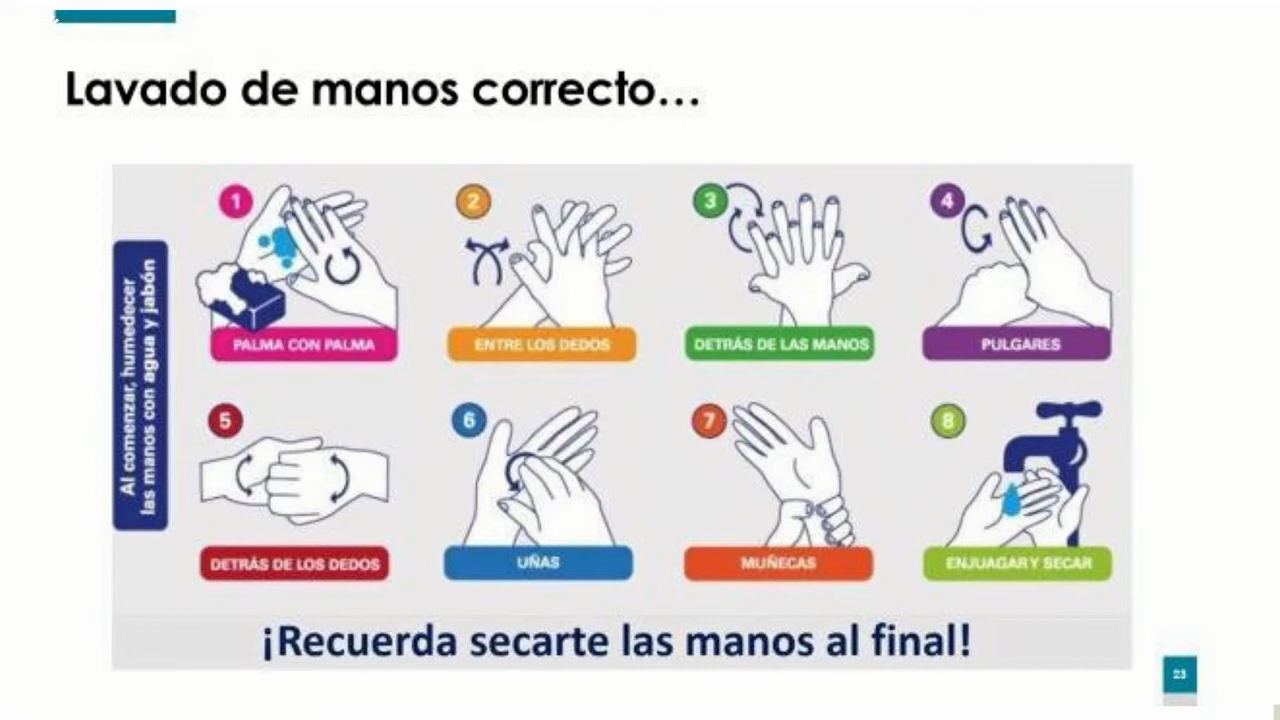 Lavado de manos correcto...
Al comenzar, humedecer
las manos con agua y jabón
1
PALMA CON PALMA
2
ENTRE LOS DEDOS
3
DETRÁS DE LAS MANOS
4
PULGARES
5
DETRÁS DE LOS DEDOS
6
UÑAS
7
MUÑECAS
8
ENJUAGAR Y SECAR
¡Recuerda secarte las manos al final!
23